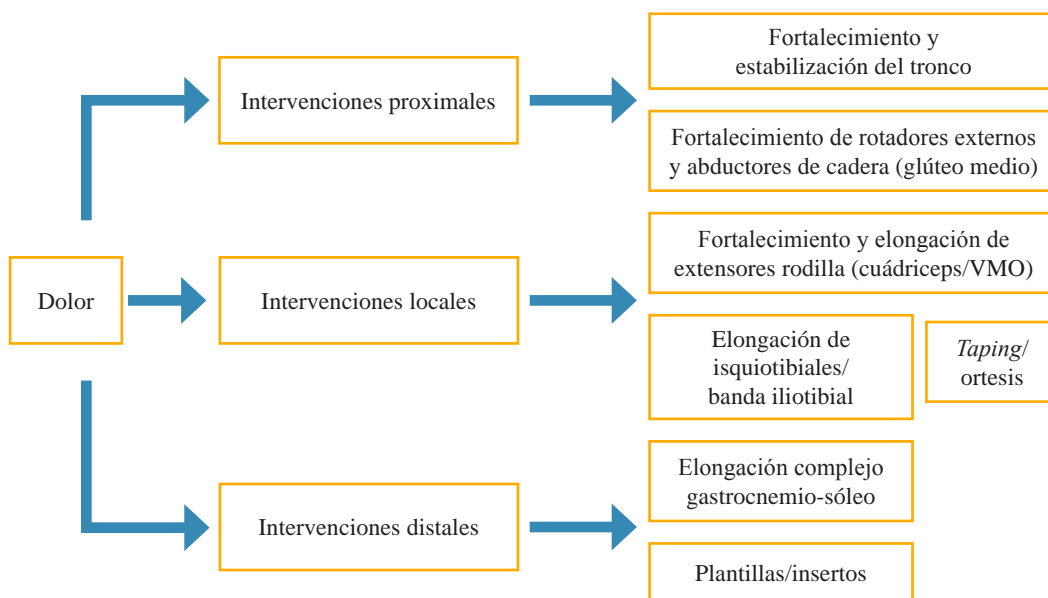 Fortalecimiento y
estabilización del tronco
Intervenciones proximales
Fortalecimiento de rotadores externos
y abductores de cadera (glúteo medio)
Fortalecimiento y elongación de
extensores rodilla (cuádriceps/VMO)
Dolor
Intervenciones locales
Elongación de
isquiotibiales/
banda iliotibial
Taping/
ortesis
Elongación complejo
gastrocnemio-sóleo
Intervenciones distales
Plantillas/insertos